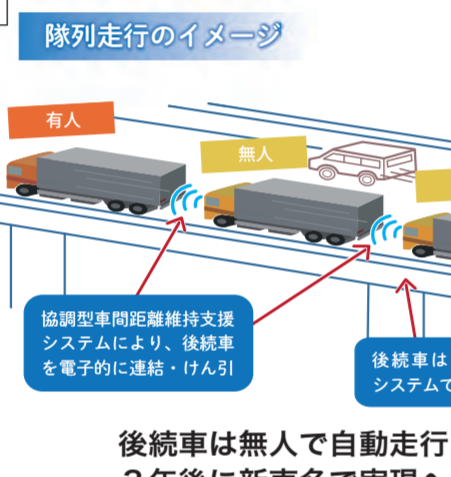 隊列走行のイメージ
有人
無人
協調型車間距離維持支援
システムにより、後続車
を電子的に連結・けん引
後続車は
システムで
後続車は無人で自動走行